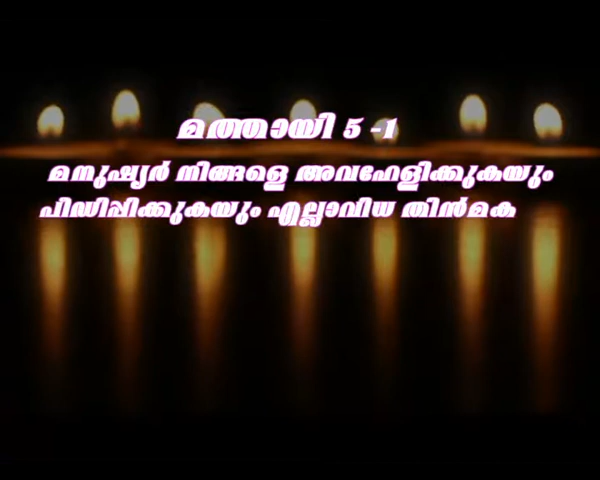 മത്തായി 5 -1
മനുഷ്യർ നിങ്ങളെ അവഹേളിക്കുകയും
പീഡിപ്പിക്കുകയും എല്ലാവിധ തിൻമക